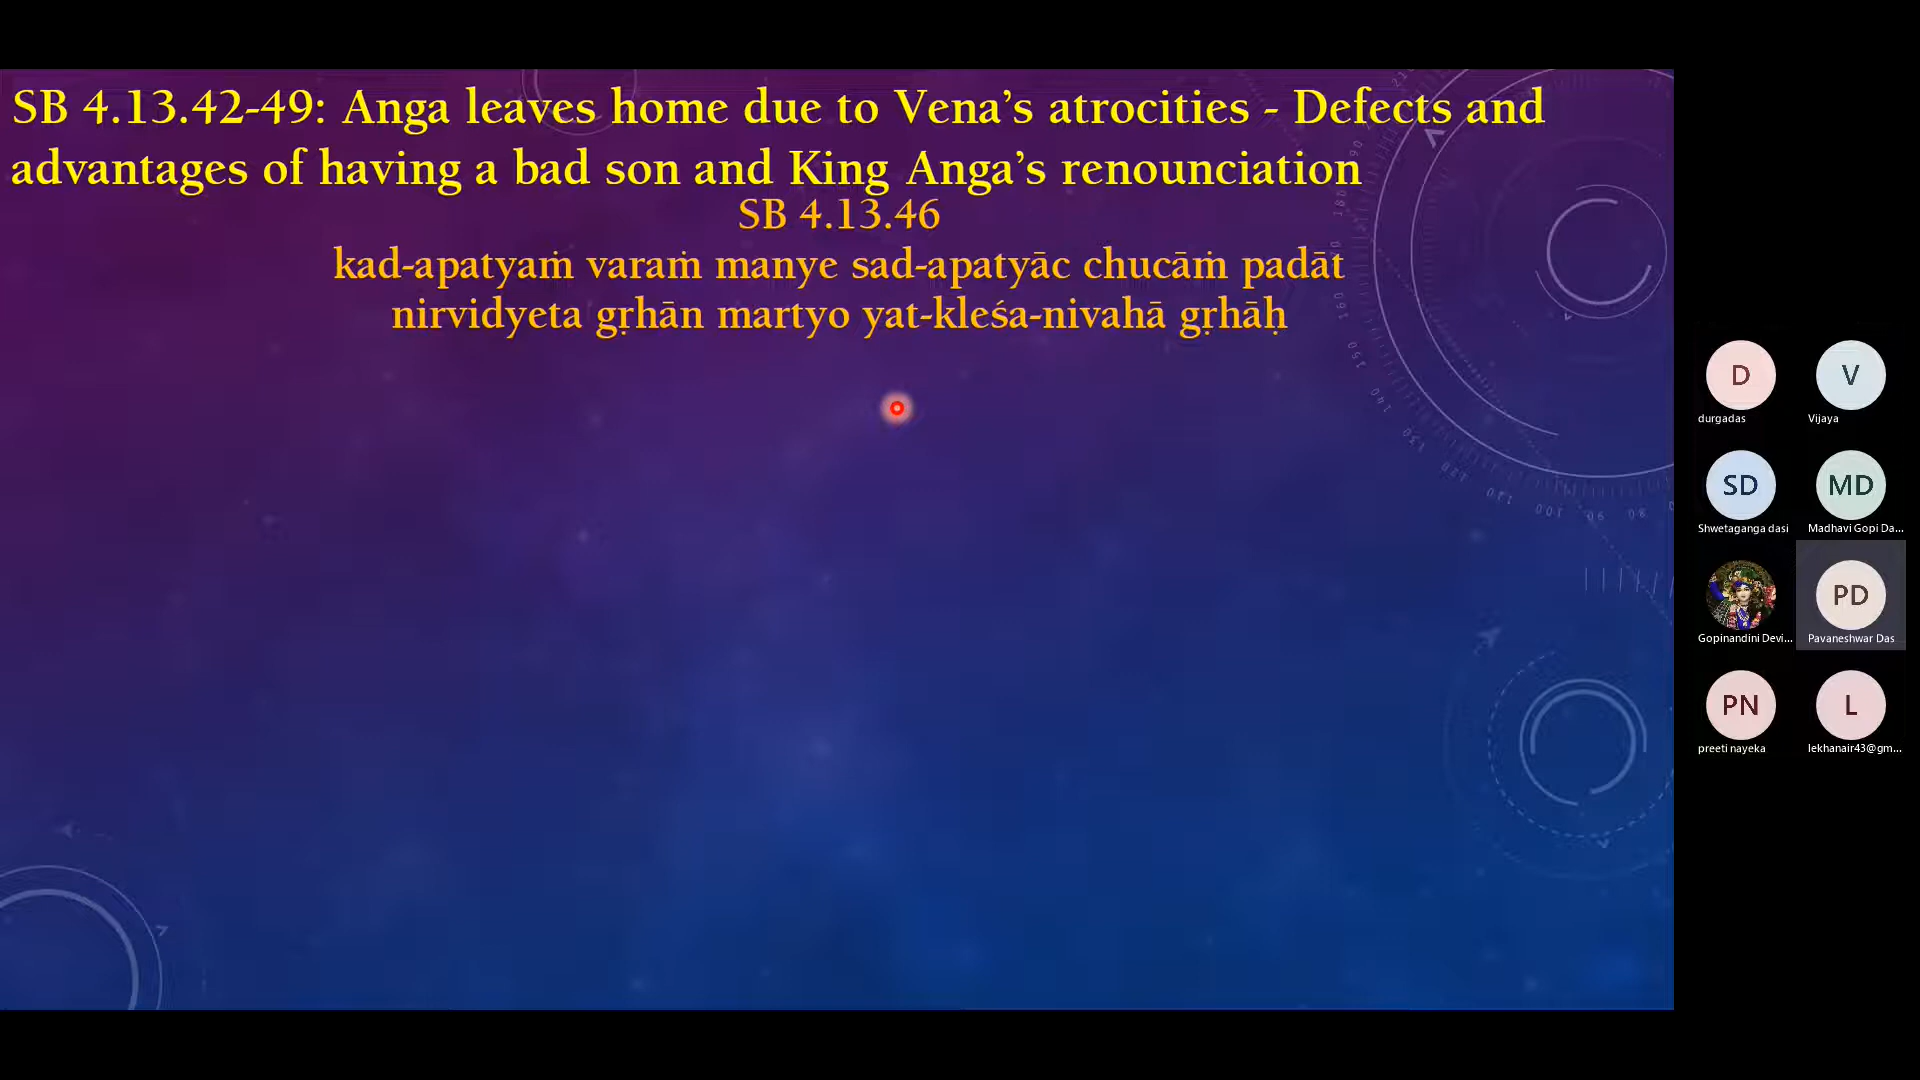 SB 4.13.42-49: Anga leaves home due to Vena's atrocities - Defects and
advantages of having a bad son and King Anga's renounciation
SB 4.13.46
kad-apatyaṁ varaṁ manye sad-apatyāc chucāṁ padāt
nirvidyeta gṛhān martyo yat-kleśa-nivahā gṛhāḥ
D
durgadas
V
Vijaya
SD
Shwetaganga dasi
MD
Madhavi Gopi Da...
Gopinandini Devi...
PD
Pavaneshwar Das
PN
preeti nayeka
L
lekhanair43@gm...